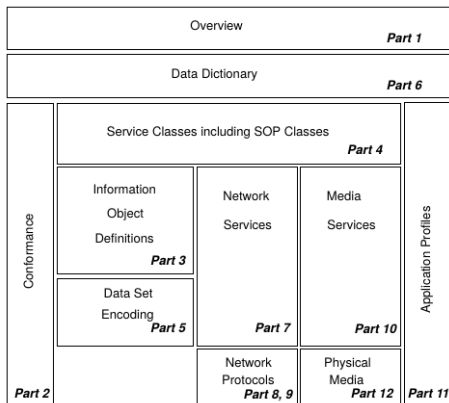 Overview
Part 1
Data Dictionary
Part 6
Service Classes including SOP Classes
Part 4
Conformance
Part 2
Information
Object
Definitions
Part 3
Data Set
Encoding
Part 5
Network
Services
Part 7
Network
Protocols
Part 8, 9
Media
Services
Part 10
Physical
Media
Part 12
Application Profiles
Part 11